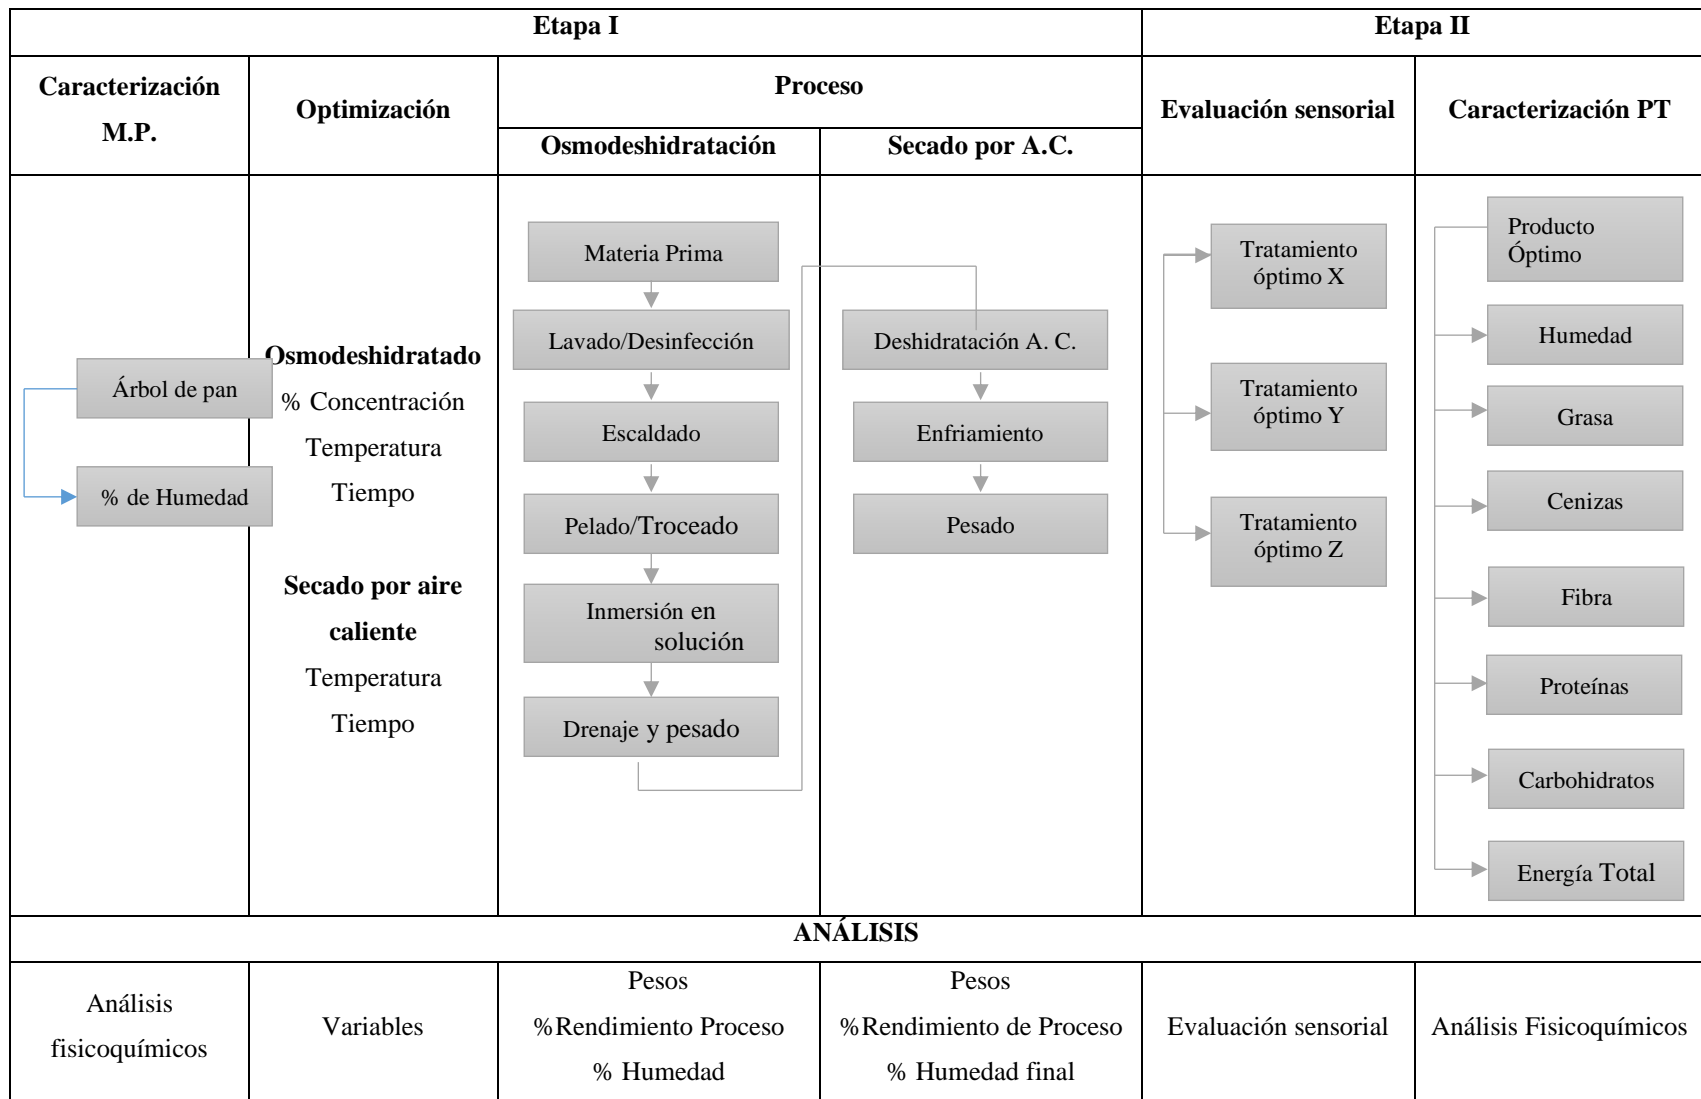 Etapa I
Etapa II
Caracterización
M.P.
Optimización
Proceso
Osmodeshidratación
Secado por A.C.
Evaluación sensorial
Caracterización PT
Árbol de pan
% de Humedad
Osmodeshidratado
% Concentración
Temperatura
Tiempo
Secado por aire
caliente
Temperatura
Tiempo
Materia Prima
Lavado/Desinfección
Escaldado
Pelado/Troceado
Inmersión en
solución
Drenaje y pesado
Deshidratación A. C.
Enfriamiento
Pesado
Tratamiento
óptimo X
Tratamiento
óptimo Y
Tratamiento
óptimo Z
Producto
Óptimo
Humedad
Grasa
Cenizas
Fibra
Proteínas
Carbohidratos
Energía Total
ANÁLISIS
Análisis
fisicoquímicos
Variables
Pesos
%Rendimiento Proceso
% Humedad
Pesos
%Rendimiento de Proceso
% Humedad final
Evaluación sensorial
Análisis Fisicoquímicos